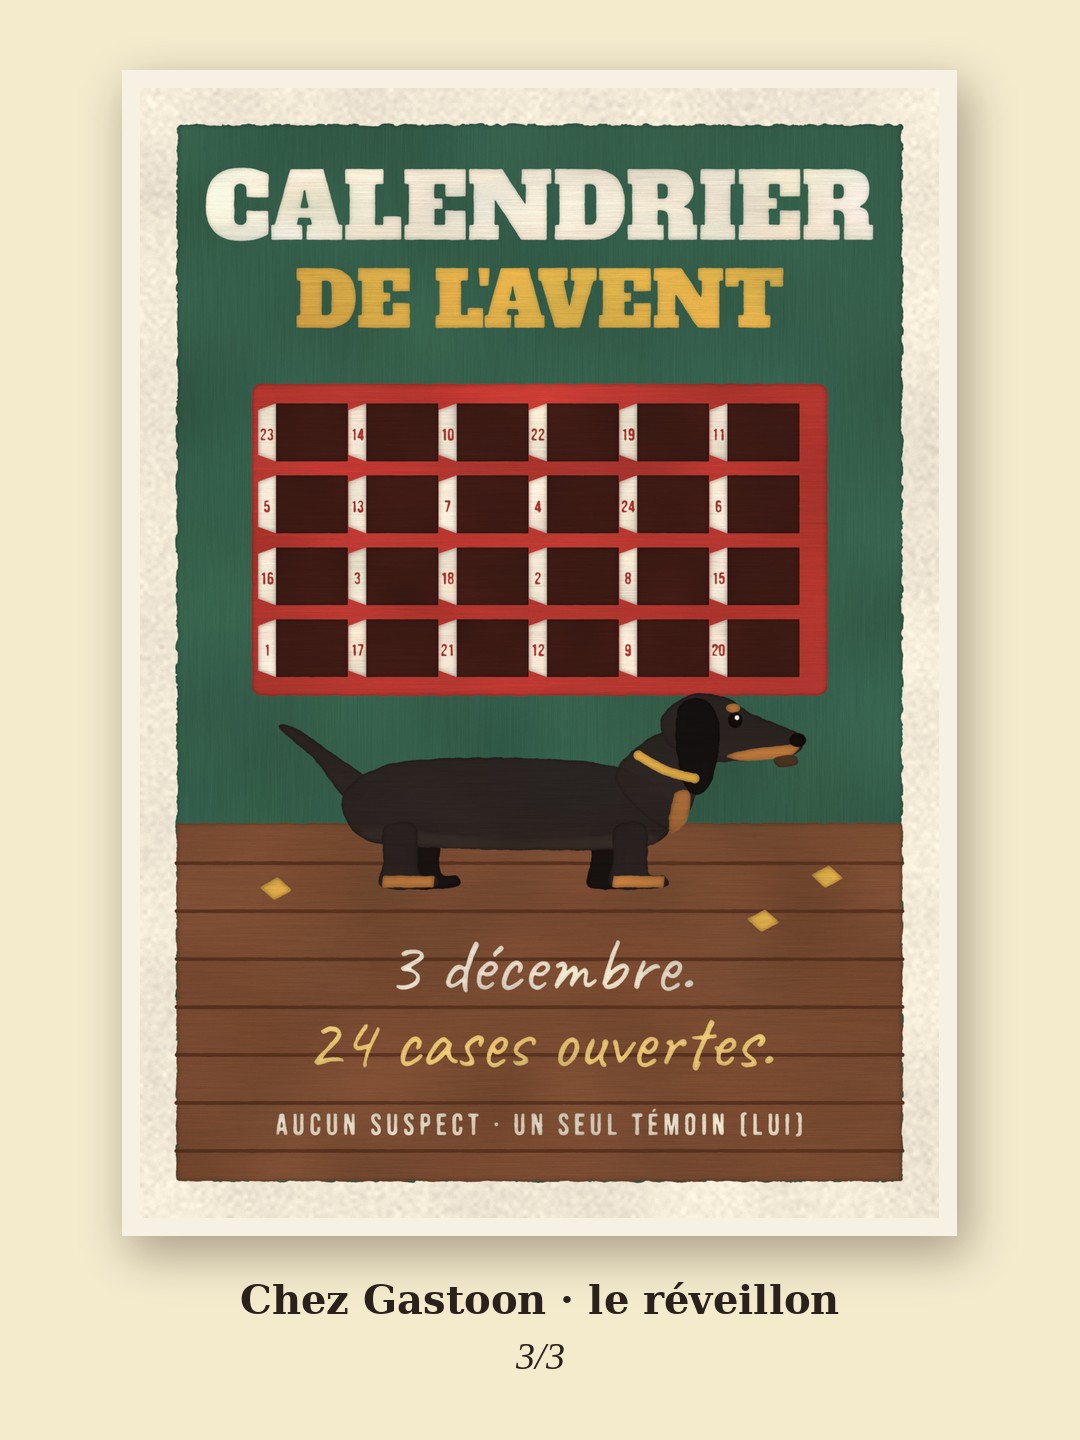 CALENDRIER
DE L'AVENT
23 14 10 22 19 11
5 13 7 4 24 6
16 3 18 2 8 15
1 17 21 12 9 20
3 décembre.
24 cases ouvertes.
AUCUN SUSPECT · UN SEUL TÉMOIN (LUI)
Chez Gastoon · le réveillon
3/3